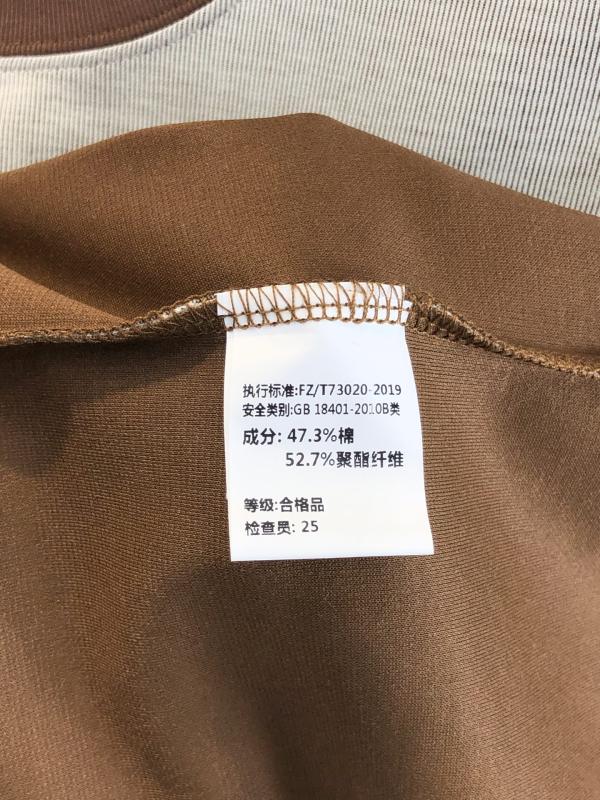 执行标准:FZ/T73020-2019
安全类别:GB 18401-2010B类
成分: 47.3%棉
52.7%聚酯纤维
等级:合格品
检查员: 25